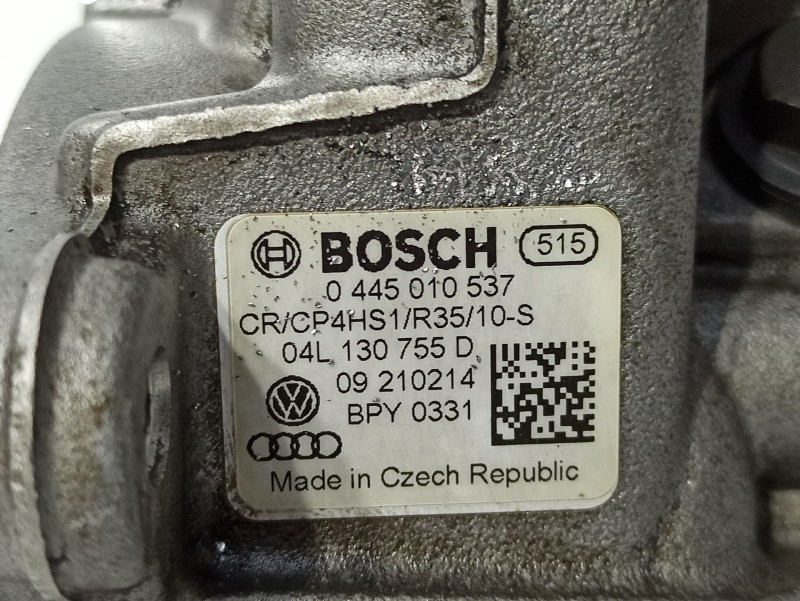 BOSCH 515
0 445 010 537
CR/CP4HS1/R35/10-S
04L 130 755 D
09 210214
BPY 0331
Made in Czech Republic